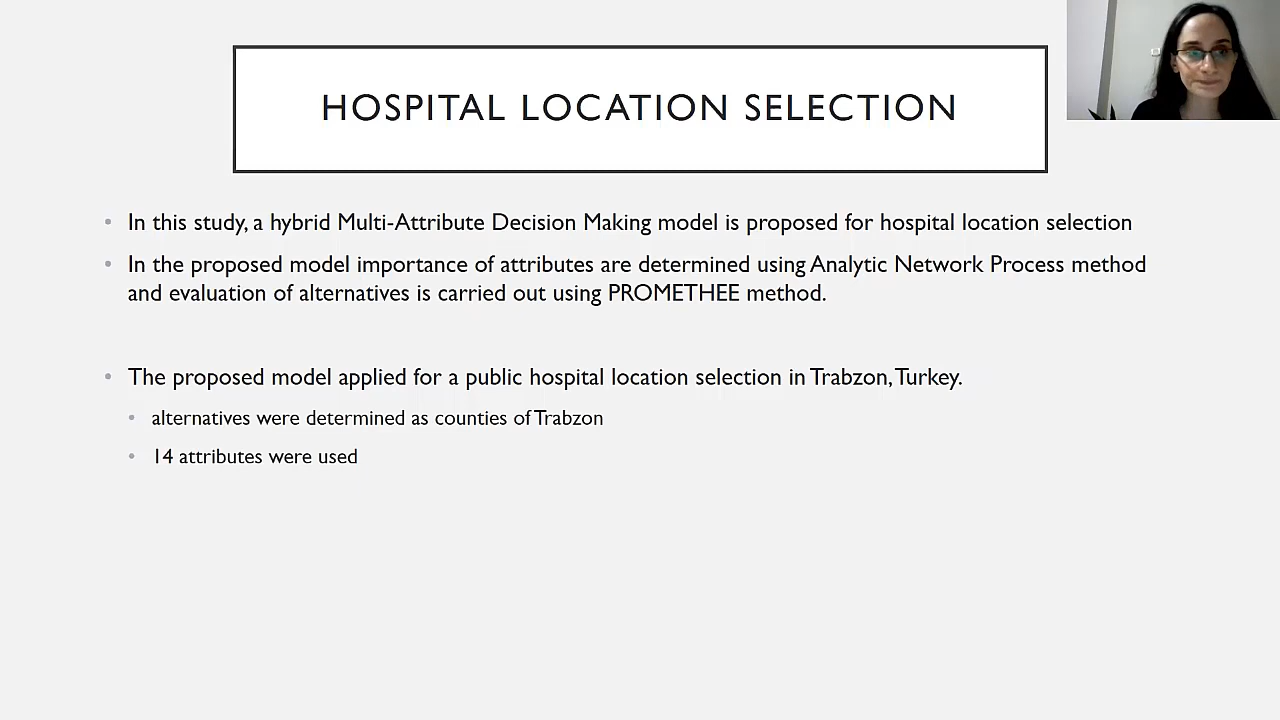 HOSPITAL LOCATION SELECTION
In this study, a hybrid Multi-Attribute Decision Making model is proposed for hospital location selection
In the proposed model importance of attributes are determined using Analytic Network Process method
and evaluation of alternatives is carried out using PROMETHEE method.
The proposed model applied for a public hospital location selection in Trabzon, Turkey.
alternatives were determined as counties of Trabzon
14 attributes were used